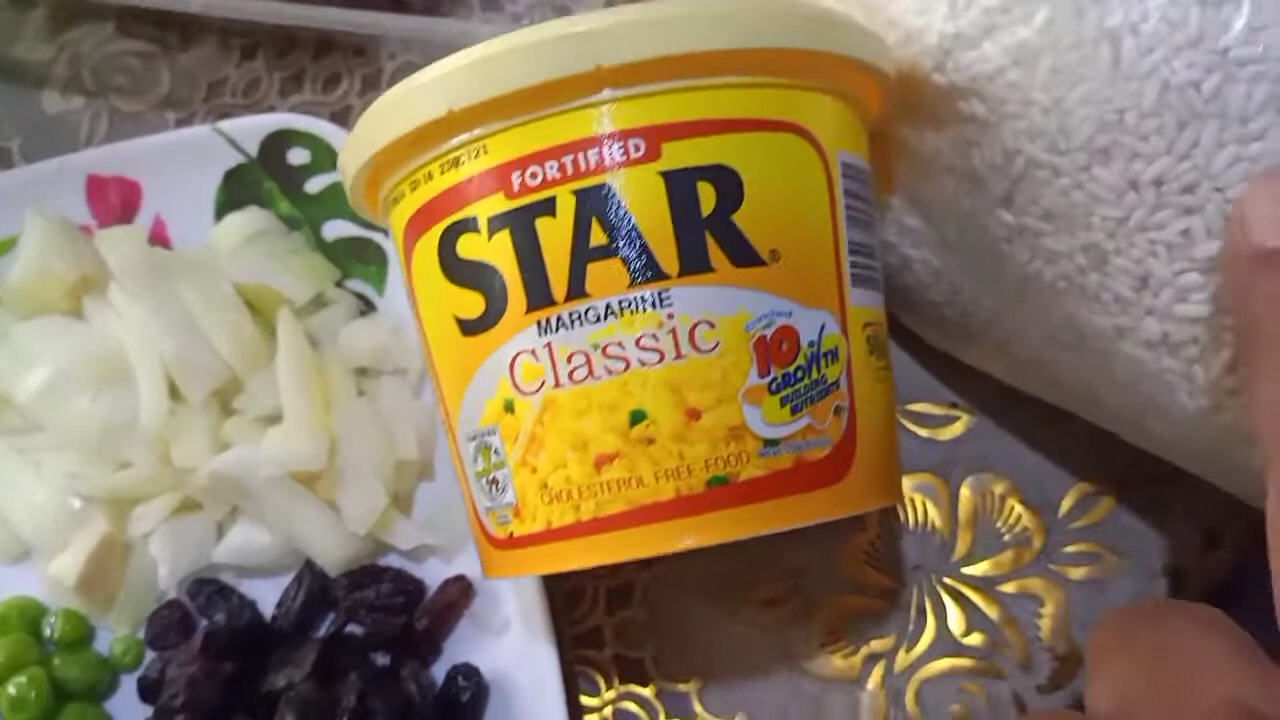 FORTIFIED
STAR®
MARGARINE
Classic
10
GROWTH
BUILDING
NUTRIENTS
CHOLESTEROL FREE-FOOD